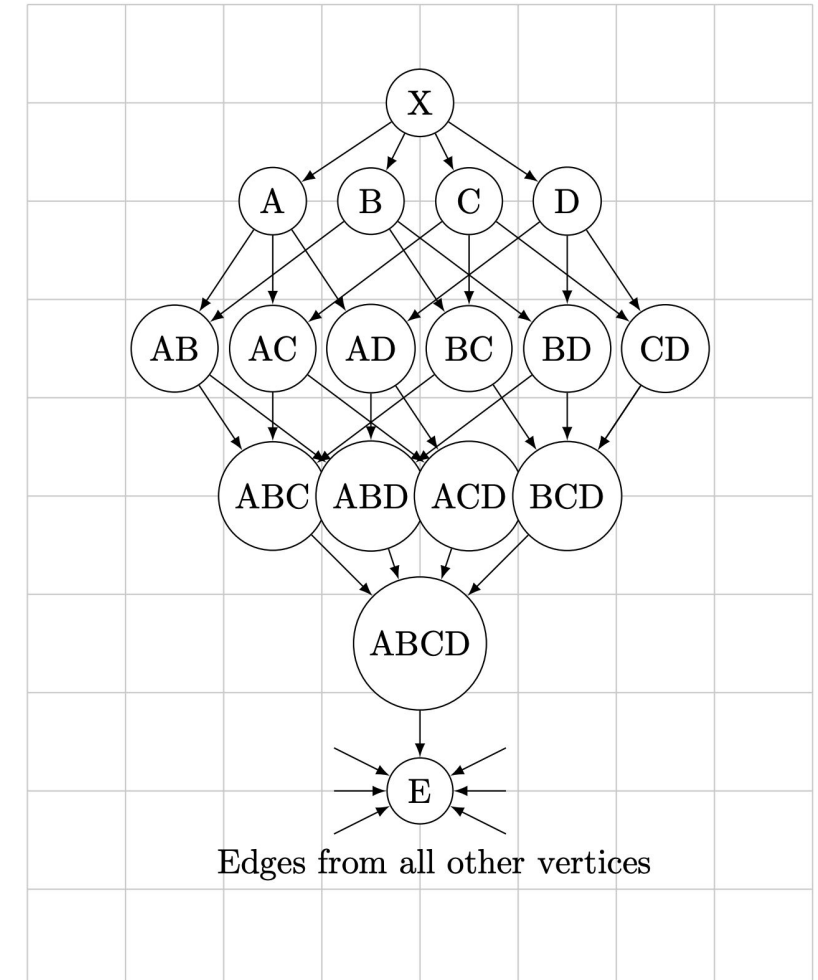 X
A B C D
AB AC AD BC BD CD
ABC ABD ACD BCD
ABCD
E
Edges from all other vertices